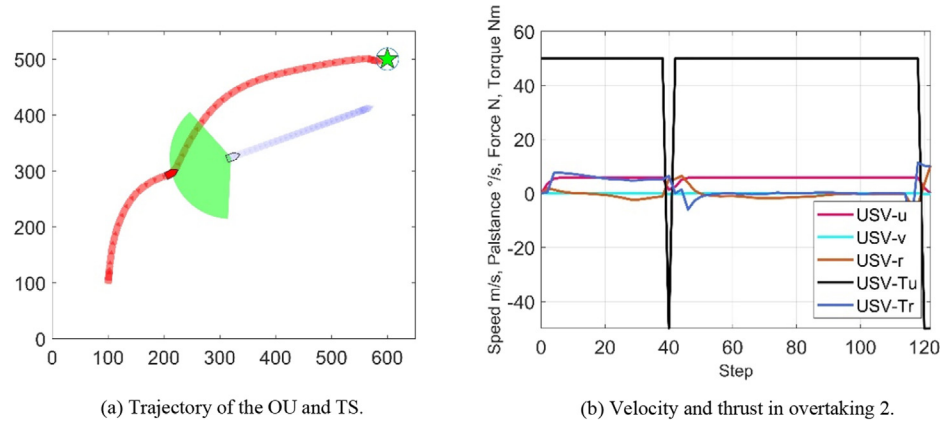 500
400
300
200
100
0
0 100 200 300 400 500 600
(a) Trajectory of the OU and TS.
Speed m/s, Palstance °/s, Force N, Torque Nm
60
40
20
0
-20
-40
0 20 40 60 80 100 120
Step
USV-u
USV-v
USV-r
USV-Tu
USV-Tr
(b) Velocity and thrust in overtaking 2.